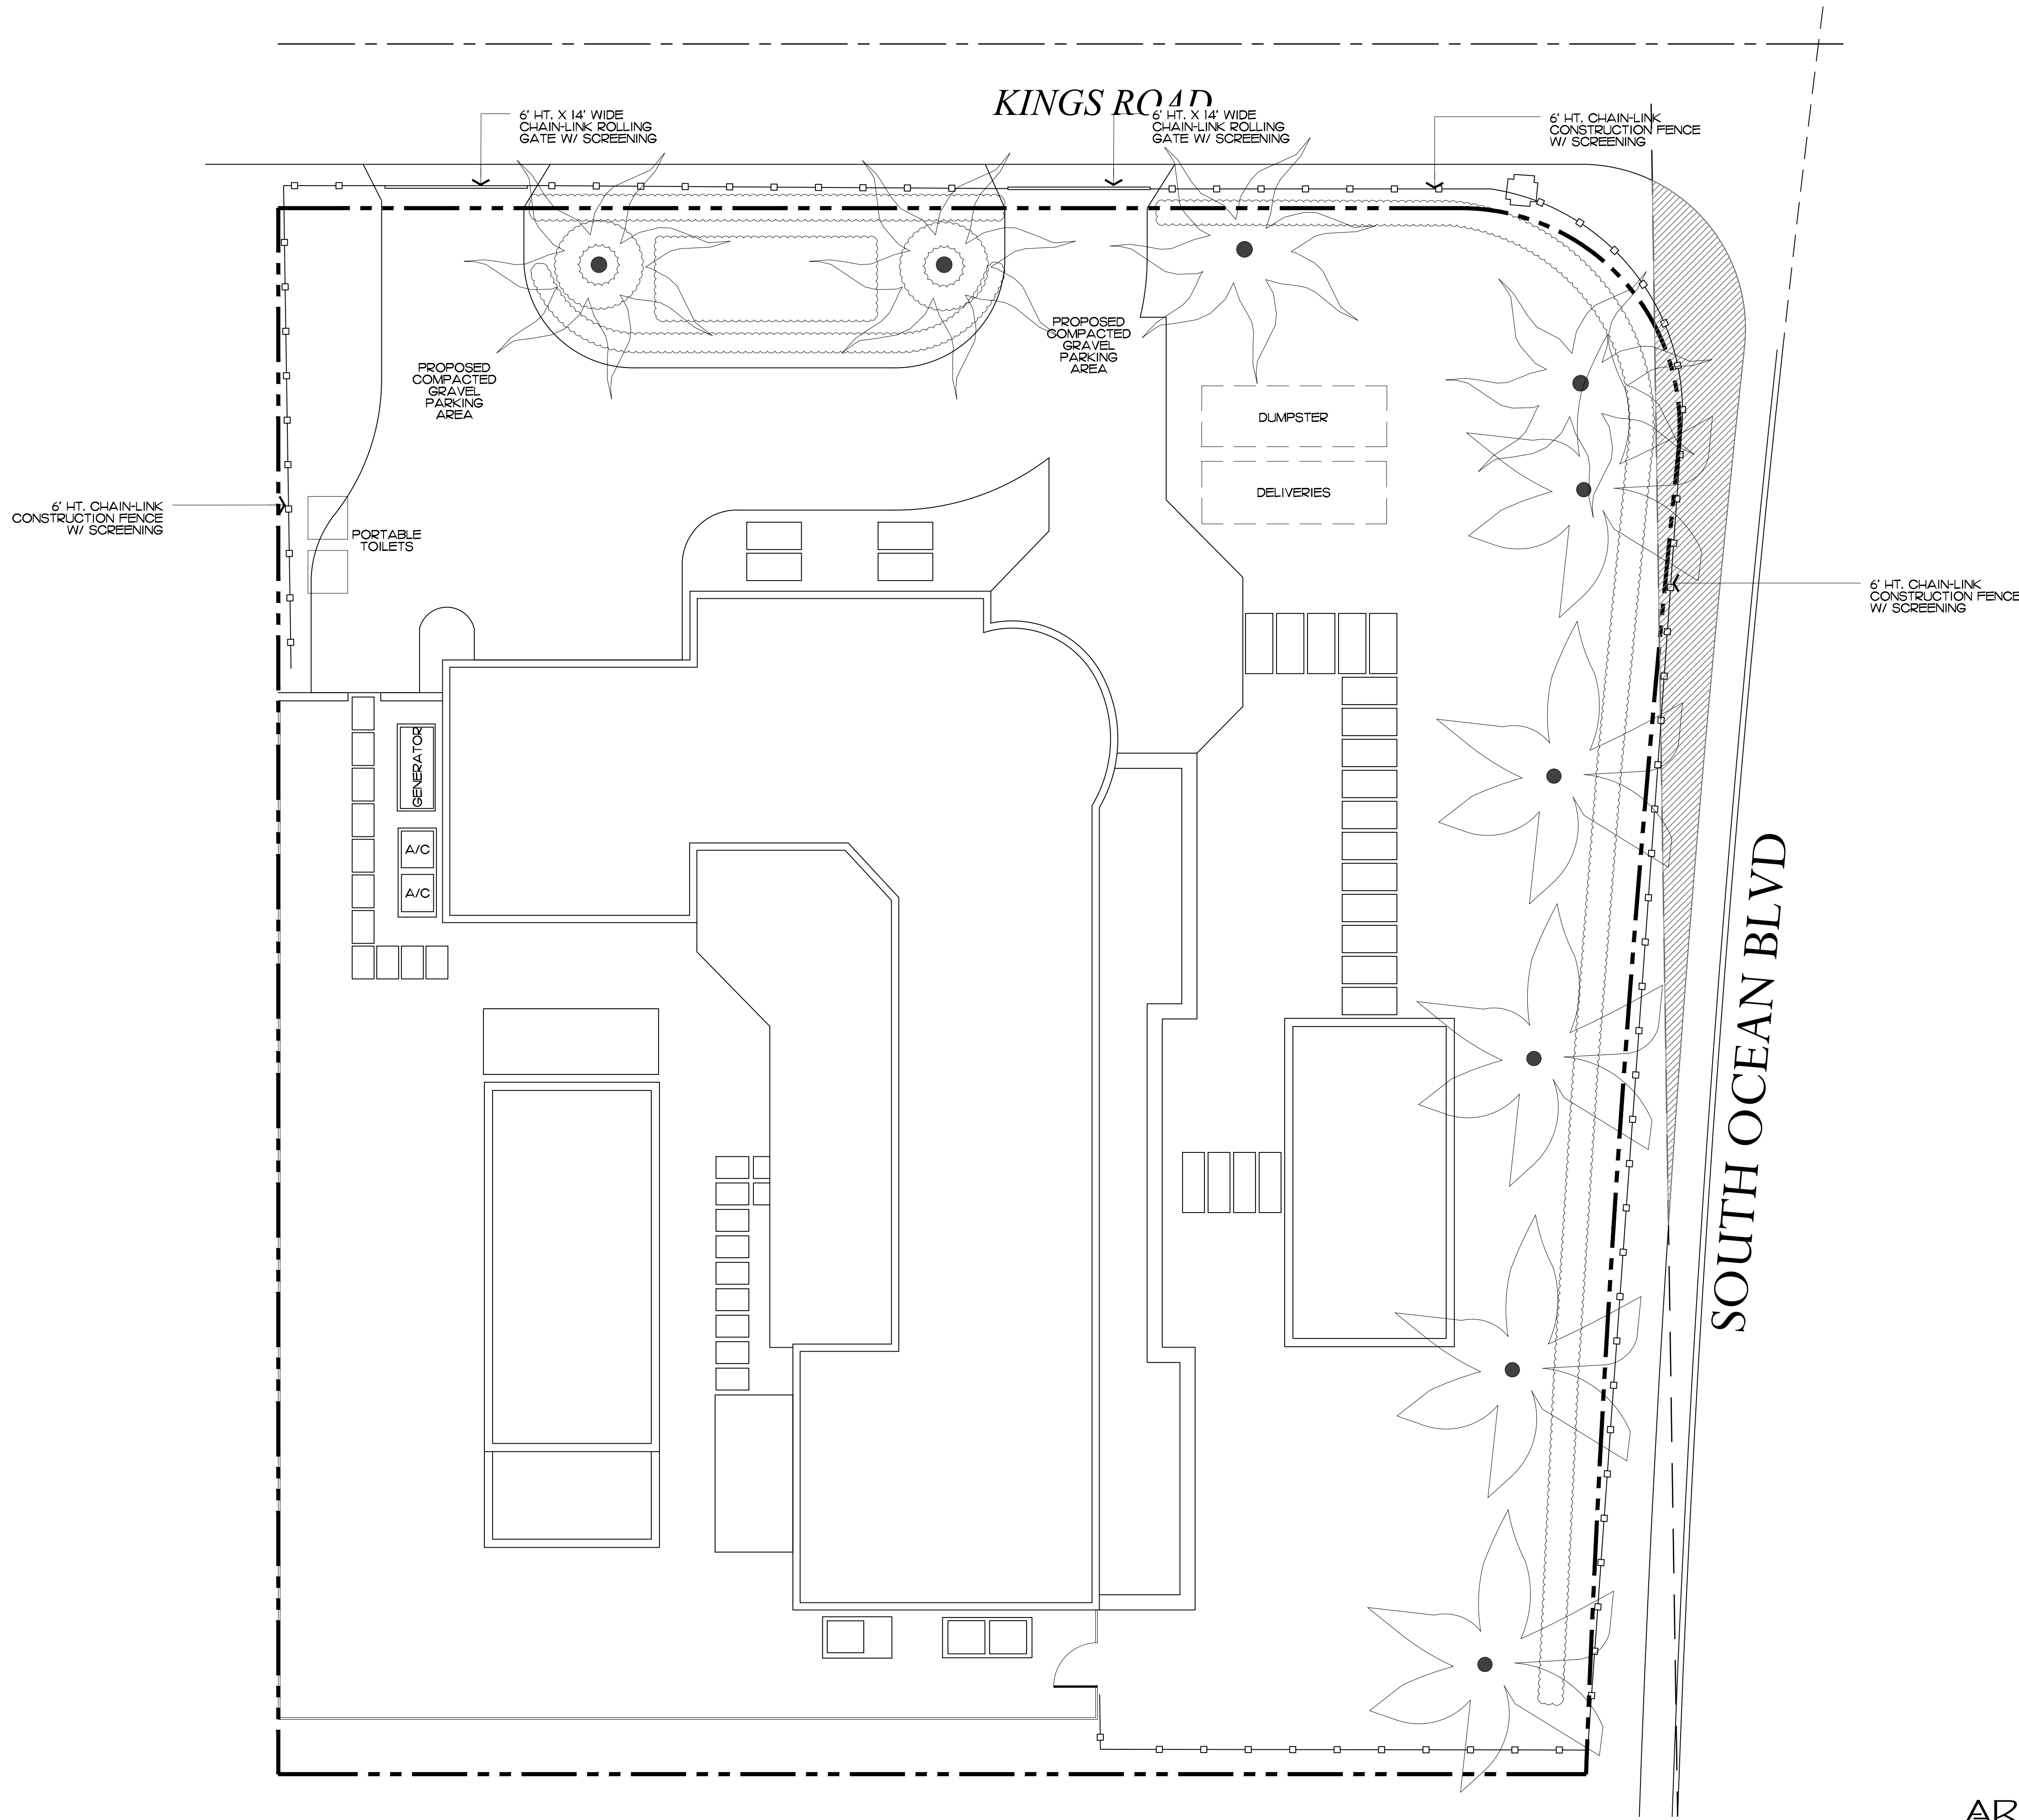 KINGS ROAD
6' HT. X 14' WIDE
CHAIN-LINK ROLLING
GATE W/ SCREENING
6' HT. X 14' WIDE
CHAIN-LINK ROLLING
GATE W/ SCREENING
6' HT. CHAIN-LINK
CONSTRUCTION FENCE
W/ SCREENING
PROPOSED
COMPACTED
GRAVEL
PARKING
AREA
PROPOSED
COMPACTED
GRAVEL
PARKING
AREA
DUMPSTER
DELIVERIES
6' HT. CHAIN-LINK
CONSTRUCTION FENCE
W/ SCREENING
PORTABLE
TOILETS
6' HT. CHAIN-LINK
CONSTRUCTION FENCE
W/ SCREENING
GENERATOR
A/C
A/C
SOUTH OCEAN BLVD